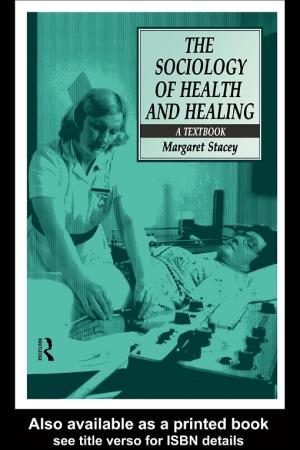 THE
SOCIOLOGY
OF HEALTH
AND HEALING
A TEXTBOOK
Margaret Stacey
ROUTLEDGE
Also available as a printed book
see title verso for ISBN details